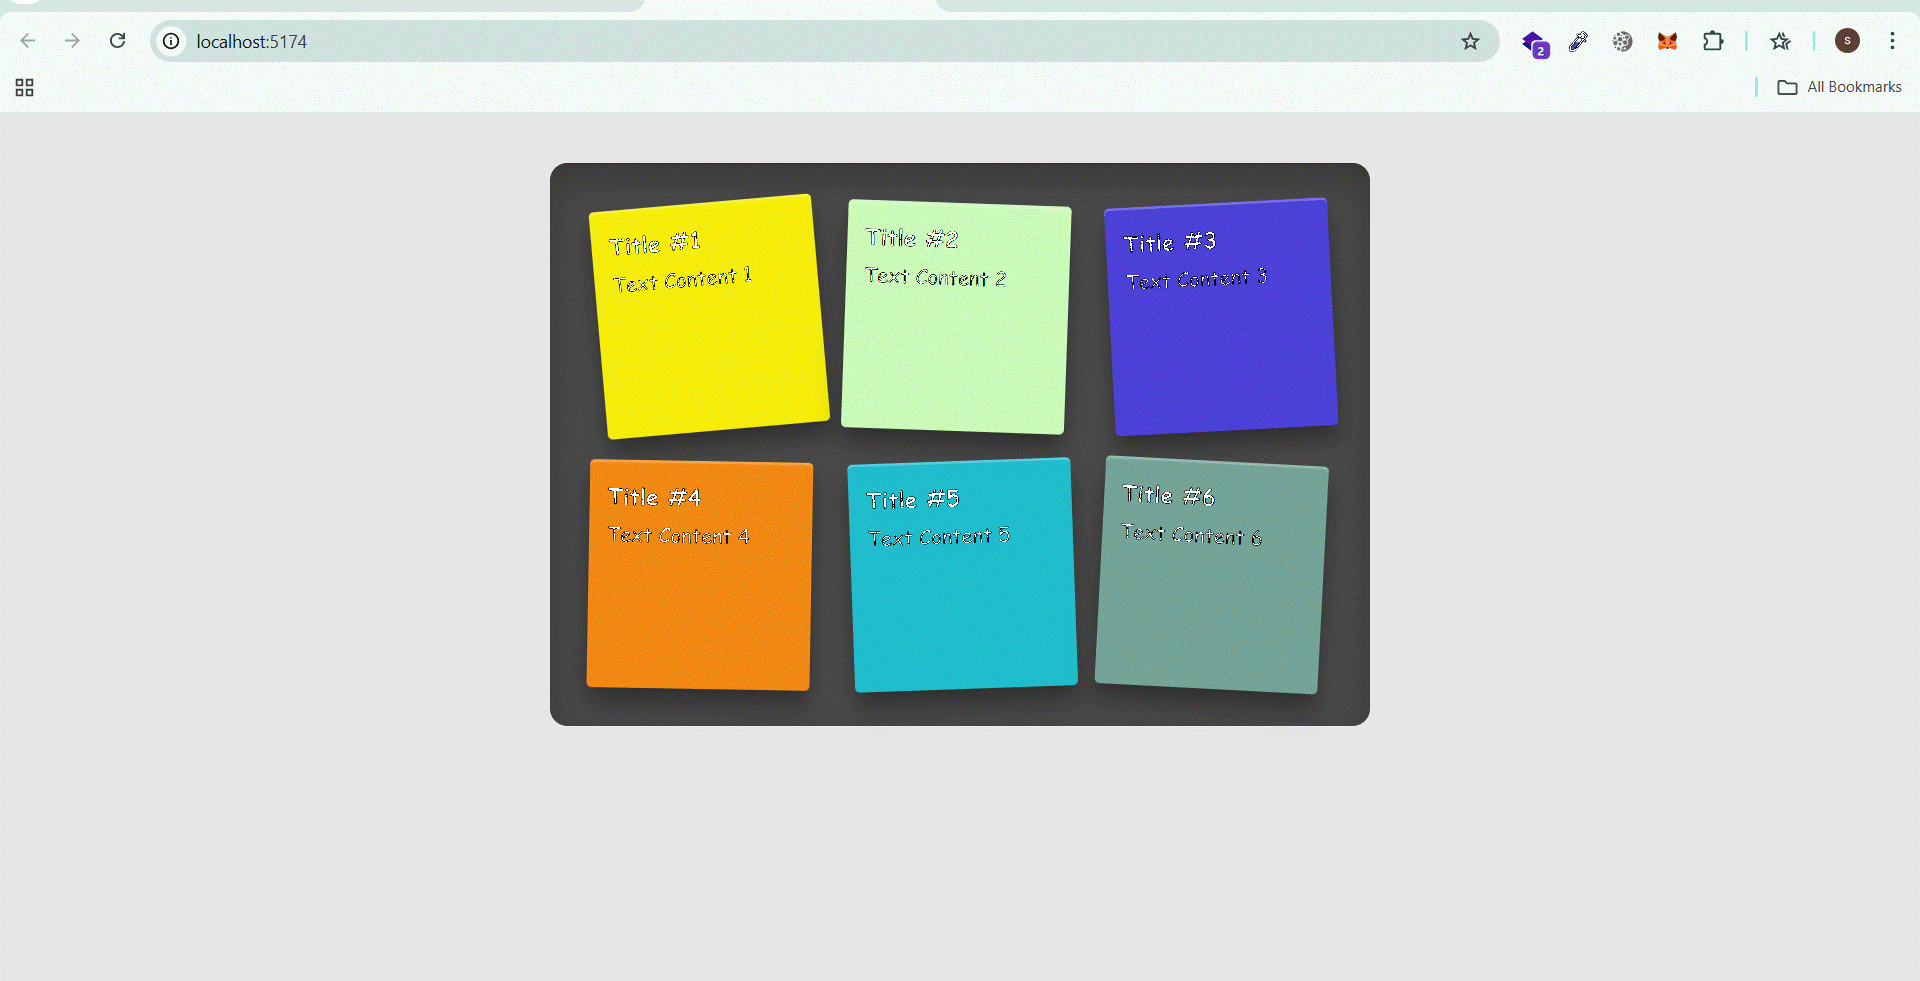 localhost:5174
2
S
All Bookmarks
Title #1
Text Content 1
Title #2
Text Content 2
Title #3
Text Content 3
Title #4
Text Content 4
Title #5
Text Content 5
Title #6
Text Content 6